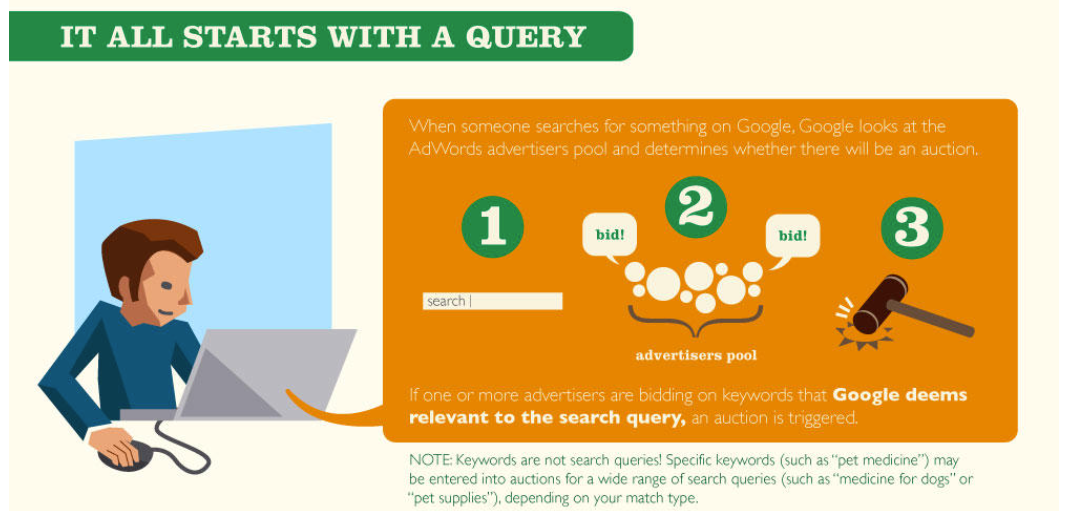 IT ALL STARTS WITH A QUERY
When someone searches for something on Google, Google looks at the
AdWords advertisers pool and determines whether there will be an auction.
1
2
3
bid!
bid!
search |
advertisers pool
If one or more advertisers are bidding on keywords that Google deems
relevant to the search query, an auction is triggered.
NOTE: Keywords are not search queries! Specific keywords (such as “pet medicine”) may
be entered into auctions for a wide range of search queries (such as “medicine for dogs” or
“pet supplies”), depending on your match type.